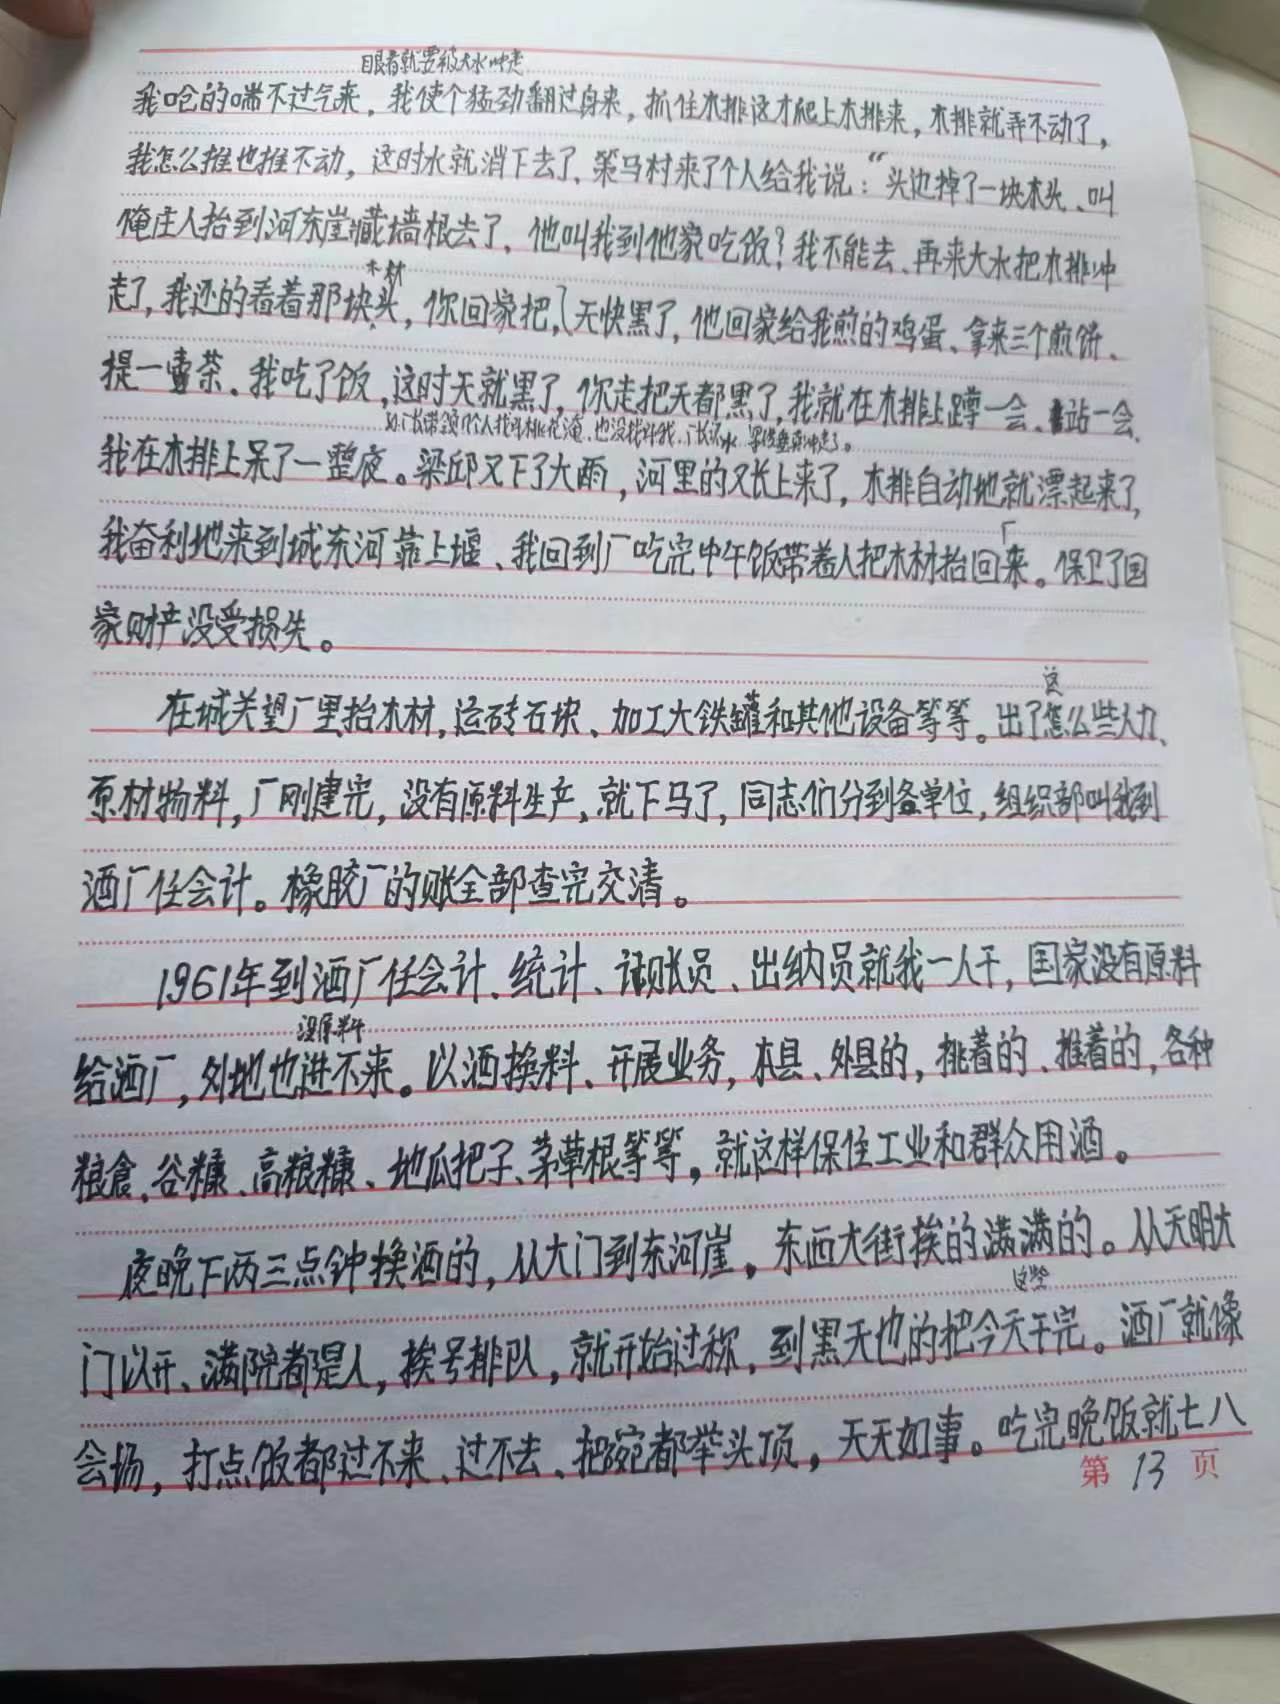 眼看就要被大水冲走
我呛的喘不过气来，我使个猛劲翻过身来，抓住木排这才爬上木排来，木排就弄不动了，
我怎么推也推不动，这时水就消下去了、策马村来了个人给我说：“头边掉了一块木头、叫
俺庄人抬到河东崖藏墙根去了，他叫我到他家吃饭？我不能去、再来大水把木排冲
木材
走了，我还的看着那块头，你回家把，天快黑了，他回家给我煎的鸡蛋、拿来三个煎饼、
提一壶茶、我吃了饭，这时天就黑了，你走把天都黑了，我就在木排上蹲一会、站一会、
厂长带领几个人找到桃花淹、也没找到我、
我在木排上呆了一整夜。梁邱又下了大雨，河里的又长上来了，木排自动地就漂起来了，
我奋利地来到城东河靠上堰、我回到厂吃完中午饭带着人把木材抬回来。保卫了国
家财产没受损失。
这
在城关望厂里抬木材，运砖石块、加工大铁罐和其他设备等等。出了怎么些人力、
原材物料，厂刚建完，没有原料生产、就下马了，同志们分到各单位，组织部叫我到
酒厂任会计。橡胶厂的账全部查完交清。
1961年到酒厂任会计、统计、记账员、出纳员就我一人干，国家没有原料
没原料
给酒厂，外地也进不来。以酒换料、开展业务，本县、外县的，挑着的、推着的，各种
粮食、谷糠、高粮糠、地瓜把子、茅草根等等，就这样保住工业和群众用酒。
夜晚下两三点钟换酒的，从大门到东河崖，东西大街挨的满满的。从天明大
这些
门以开、满院都是人，挨号排队，就开始过称，到黑天也的把今天干完。酒厂就像
会场，打点饭都过不来、过不去、把碗都举头顶，天天如事。吃完晚饭就七八
第 13 页